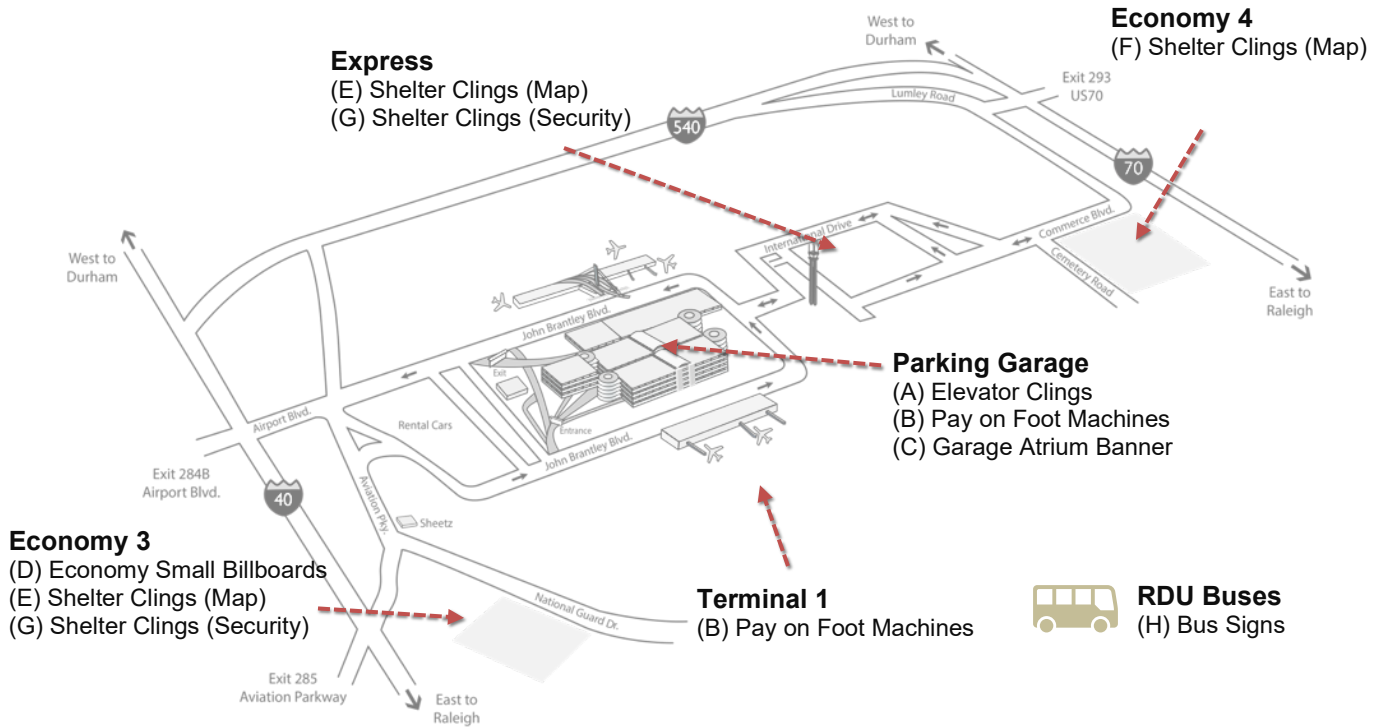 Economy 4
(F) Shelter Clings (Map)
West to
Durham
Express
(E) Shelter Clings (Map)
(G) Shelter Clings (Security)
Exit 293
US70
Lumley Road
540
70
Commerce Blvd.
International Drive
Cemetery Road
West to
Durham
East to
Raleigh
John Brantley Blvd.
Parking Garage
(A) Elevator Clings
(B) Pay on Foot Machines
(C) Garage Atrium Banner
Exit
Airport Blvd.
Rental Cars
Entrance
John Brantley Blvd.
Exit 284B
Airport Blvd.
40
Aviation Pky.
Sheetz
Economy 3
(D) Economy Small Billboards
(E) Shelter Clings (Map)
(G) Shelter Clings (Security)
National Guard Dr.
Terminal 1
(B) Pay on Foot Machines
RDU Buses
(H) Bus Signs
Exit 285
Aviation Parkway
East to
Raleigh